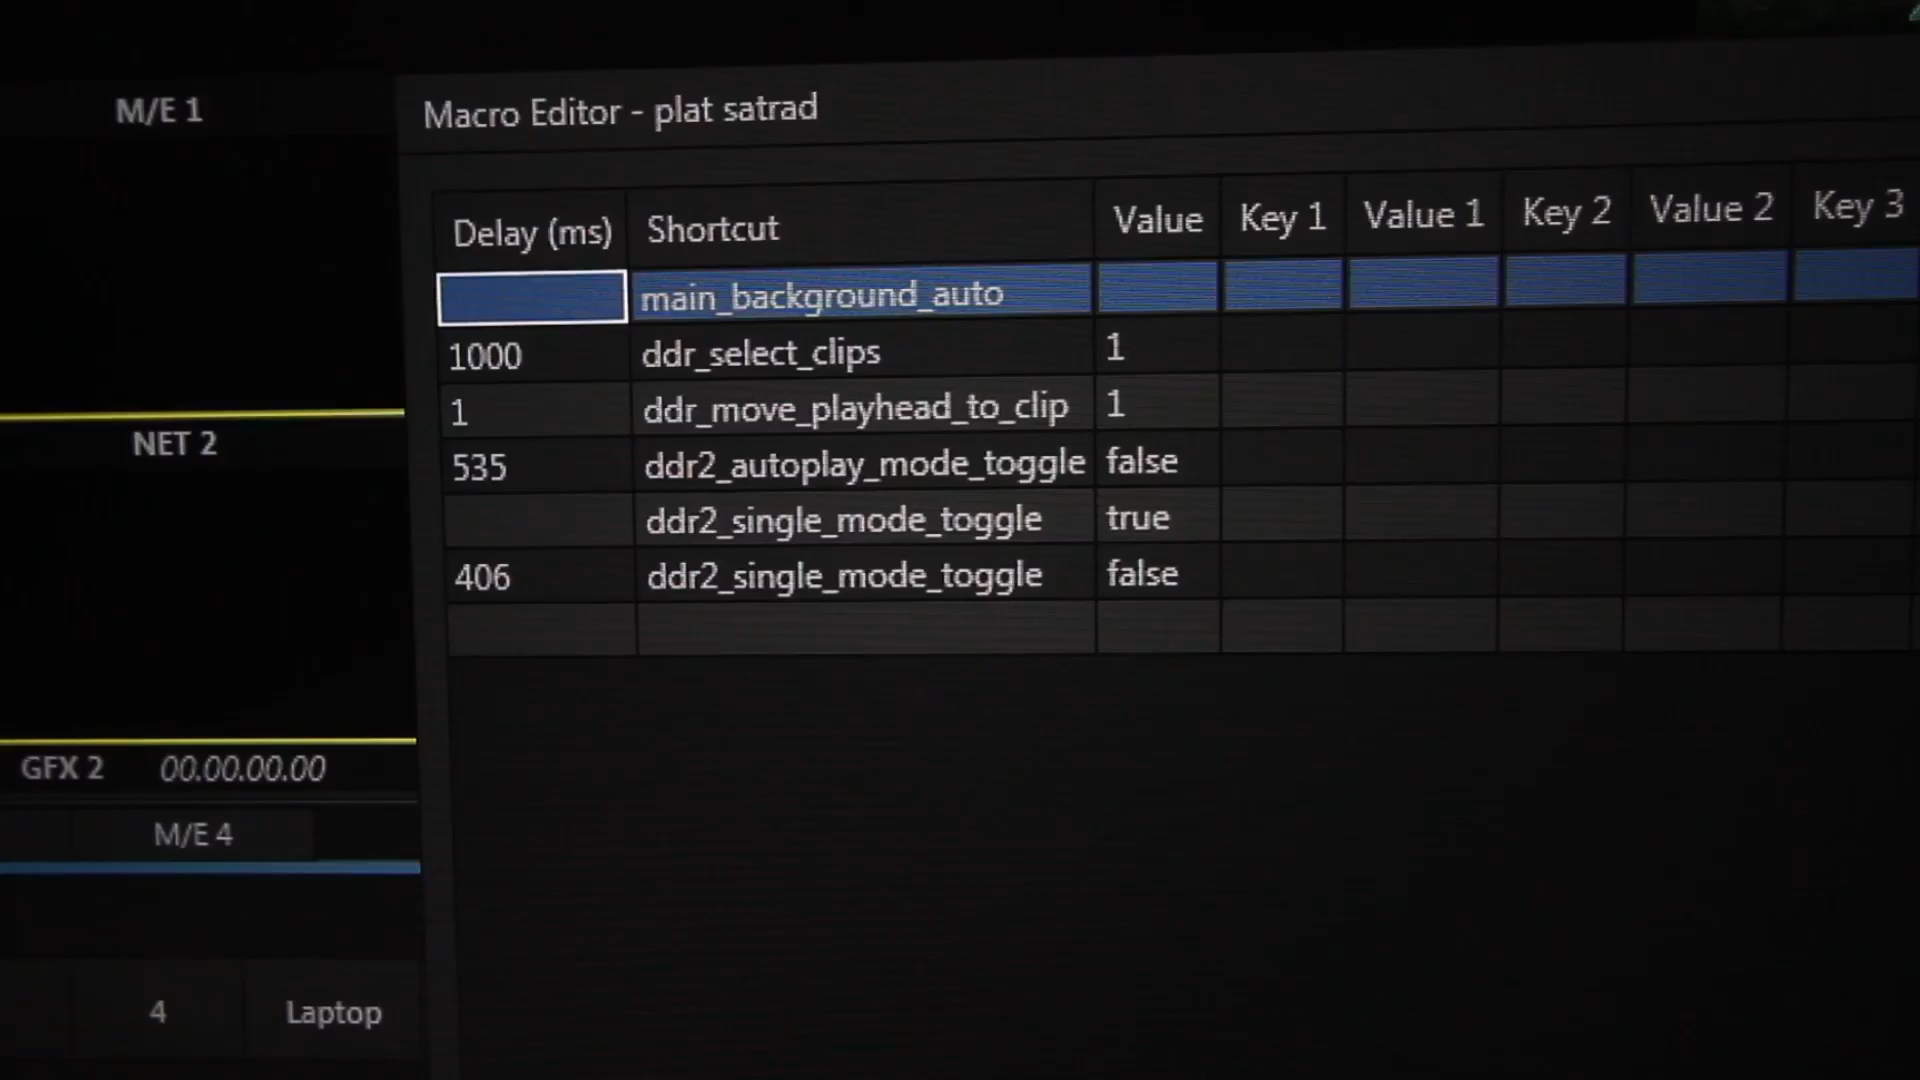 M/E 1
Macro Editor - plat satrad
Delay (ms) Shortcut Value Key 1 Value 1 Key 2 Value 2 Key 3
main_background_auto
1000 ddr_select_clips 1
1 ddr_move_playhead_to_clip 1
535 ddr2_autoplay_mode_toggle false
ddr2_single_mode_toggle true
406 ddr2_single_mode_toggle false
NET 2
GFX 2 00.00.00.00
M/E 4
4 Laptop